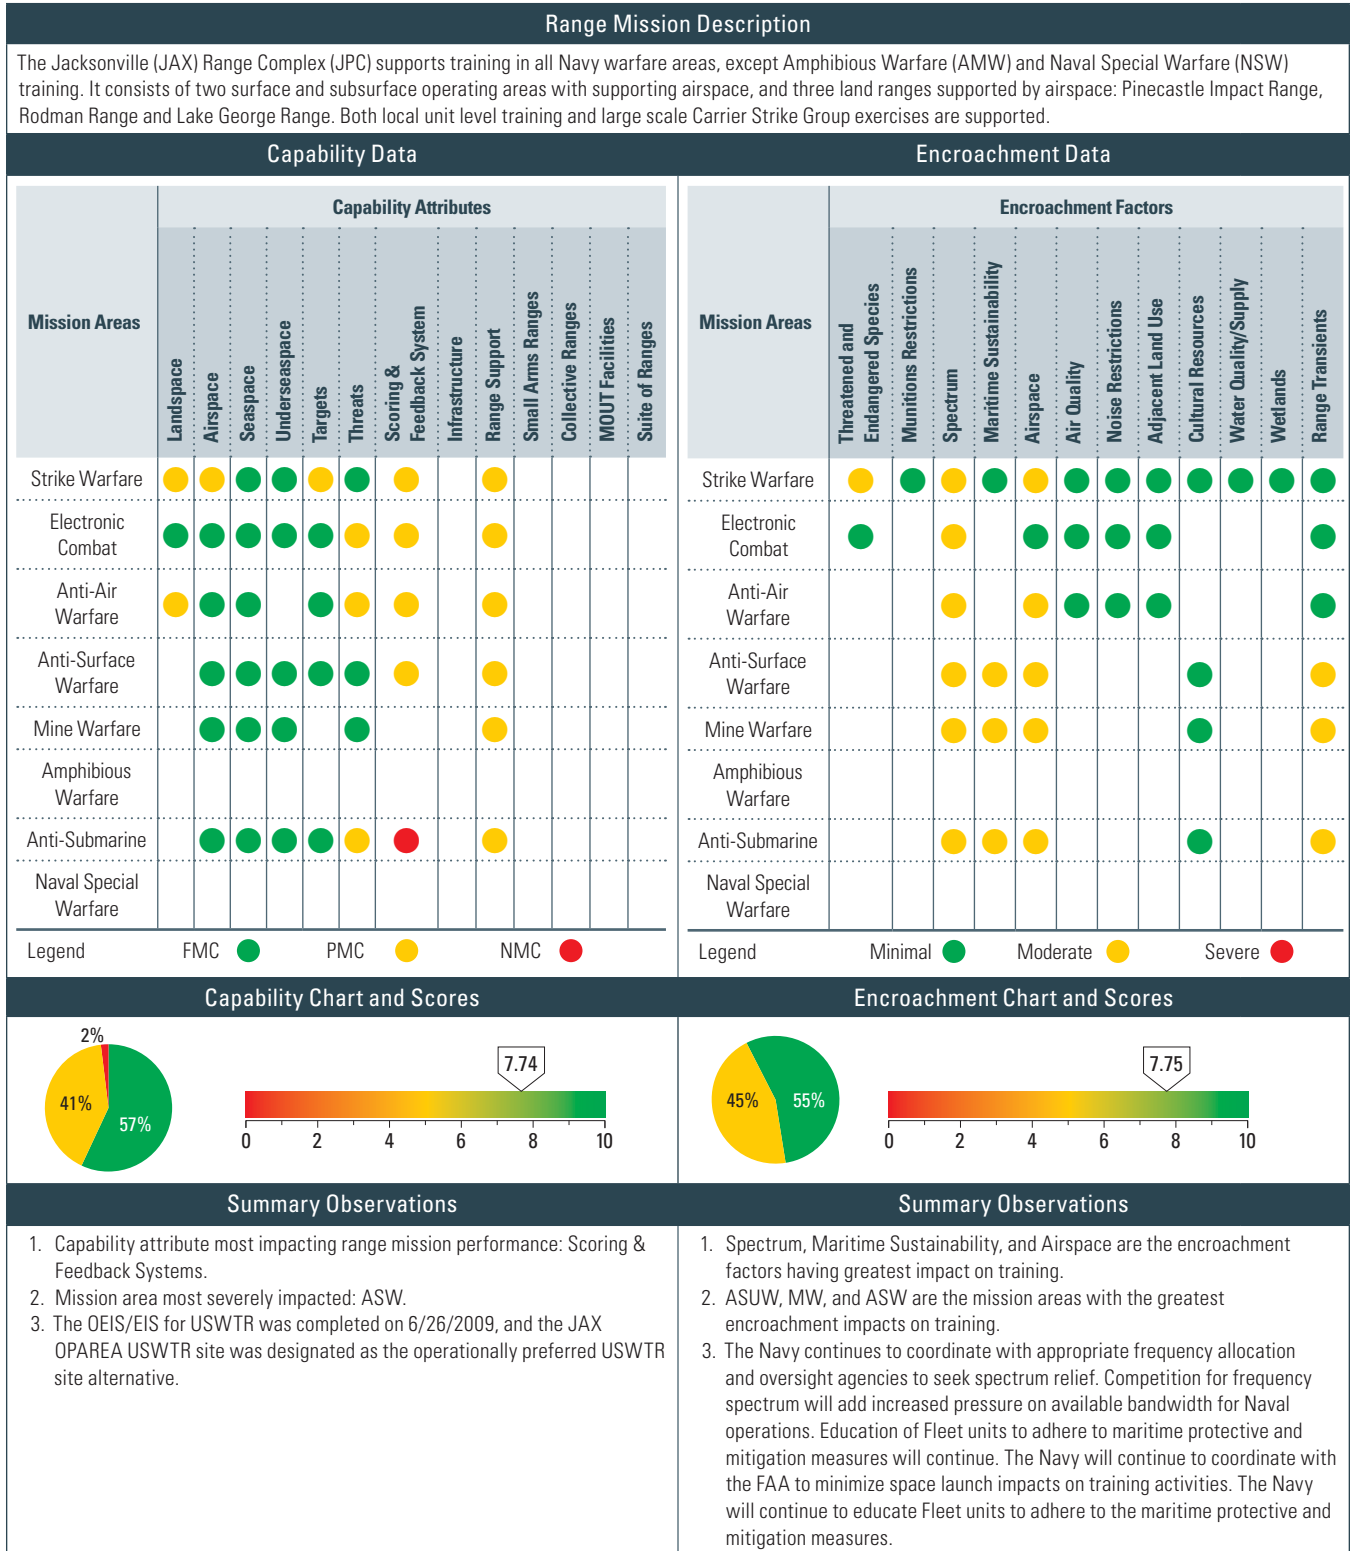 Range Mission Description
The Jacksonville (JAX) Range Complex (JPC) supports training in all Navy warfare areas, except Amphibious Warfare (AMW) and Naval Special Warfare (NSW)
training. It consists of two surface and subsurface operating areas with supporting airspace, and three land ranges supported by airspace: Pinecastle Impact Range,
Rodman Range and Lake George Range. Both local unit level training and large scale Carrier Strike Group exercises are supported.
Capability Data
Mission Areas
Capability Attributes
Landspace
Airspace
Seaspace
Underseaspace
Targets
Threats
Scoring &
Feedback System
Infrastructure
Range Support
Small Arms Ranges
Collective Ranges
MOUT Facilities
Suite of Ranges
Strike Warfare
Electronic
Combat
Anti-Air
Warfare
Anti-Surface
Warfare
Mine Warfare
Amphibious
Warfare
Anti-Submarine
Naval Special
Warfare
Legend FMC PMC NMC
Encroachment Data
Mission Areas
Encroachment Factors
Threatened and
Endangered Species
Munitions Restrictions
Spectrum
Maritime Sustainability
Airspace
Air Quality
Noise Restrictions
Adjacent Land Use
Cultural Resources
Water Quality/Supply
Wetlands
Range Transients
Strike Warfare
Electronic
Combat
Anti-Air
Warfare
Anti-Surface
Warfare
Mine Warfare
Amphibious
Warfare
Anti-Submarine
Naval Special
Warfare
Legend Minimal Moderate Severe
Capability Chart and Scores
2%
41%
57%
7.74
0 2 4 6 8 10
Encroachment Chart and Scores
45%
55%
7.75
0 2 4 6 8 10
Summary Observations
1. Capability attribute most impacting range mission performance: Scoring &
Feedback Systems.
2. Mission area most severely impacted: ASW.
3. The OEIS/EIS for USWTR was completed on 6/26/2009, and the JAX
OPAREA USWTR site was designated as the operationally preferred USWTR
site alternative.
Summary Observations
1. Spectrum, Maritime Sustainability, and Airspace are the encroachment
factors having greatest impact on training.
2. ASUW, MW, and ASW are the mission areas with the greatest
encroachment impacts on training.
3. The Navy continues to coordinate with appropriate frequency allocation
and oversight agencies to seek spectrum relief. Competition for frequency
spectrum will add increased pressure on available bandwidth for Naval
operations. Education of Fleet units to adhere to maritime protective and
mitigation measures will continue. The Navy will continue to coordinate with
the FAA to minimize space launch impacts on training activities. The Navy
will continue to educate Fleet units to adhere to the maritime protective and
mitigation measures.